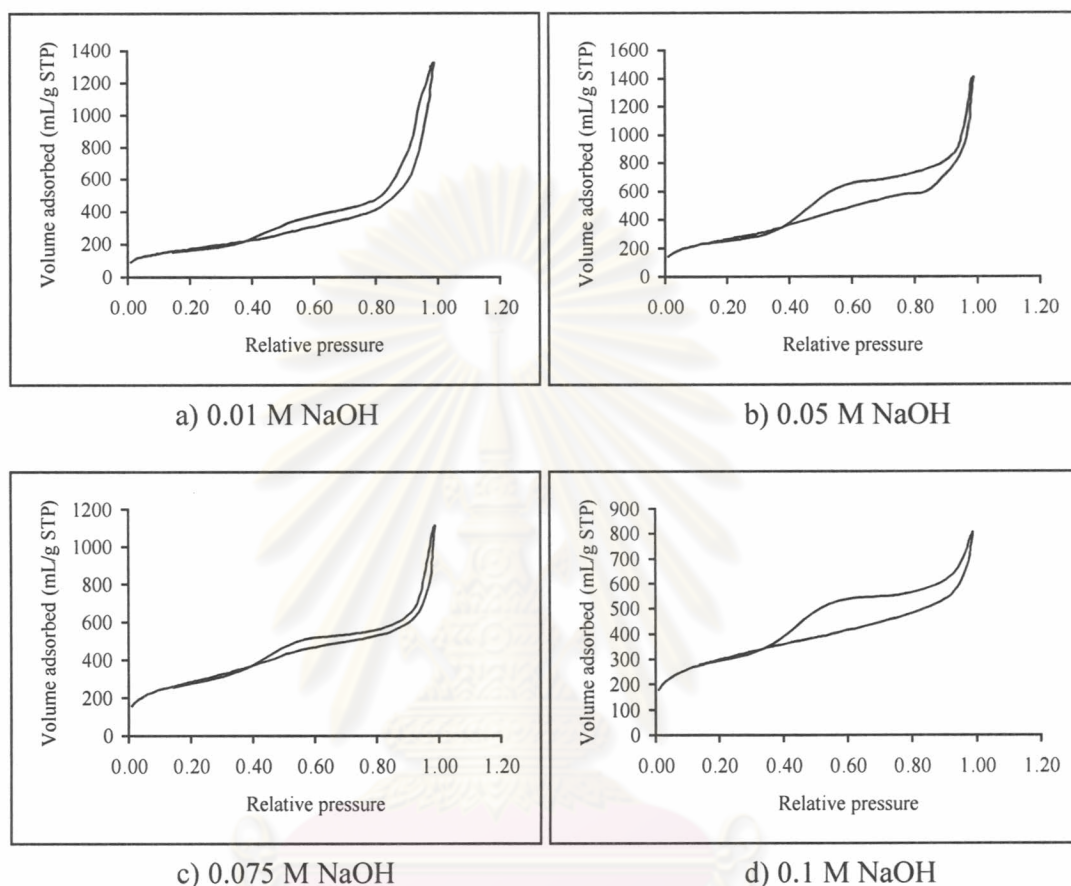 Volume adsorbed (mL/g STP)
1400
1200
1000
800
600
400
200
0
0.00 0.20 0.40 0.60 0.80 1.00 1.20
Relative pressure
a) 0.01 M NaOH
Volume adsorbed (mL/g STP)
1600
1400
1200
1000
800
600
400
200
0
0.00 0.20 0.40 0.60 0.80 1.00 1.20
Relative pressure
b) 0.05 M NaOH
Volume adsorbed (mL/g STP)
1200
1000
800
600
400
200
0
0.00 0.20 0.40 0.60 0.80 1.00 1.20
Relative pressure
c) 0.075 M NaOH
Volume adsorbed (mL/g STP)
900
800
700
600
500
400
300
200
100
0
0.00 0.20 0.40 0.60 0.80 1.00 1.20
Relative pressure
d) 0.1 M NaOH